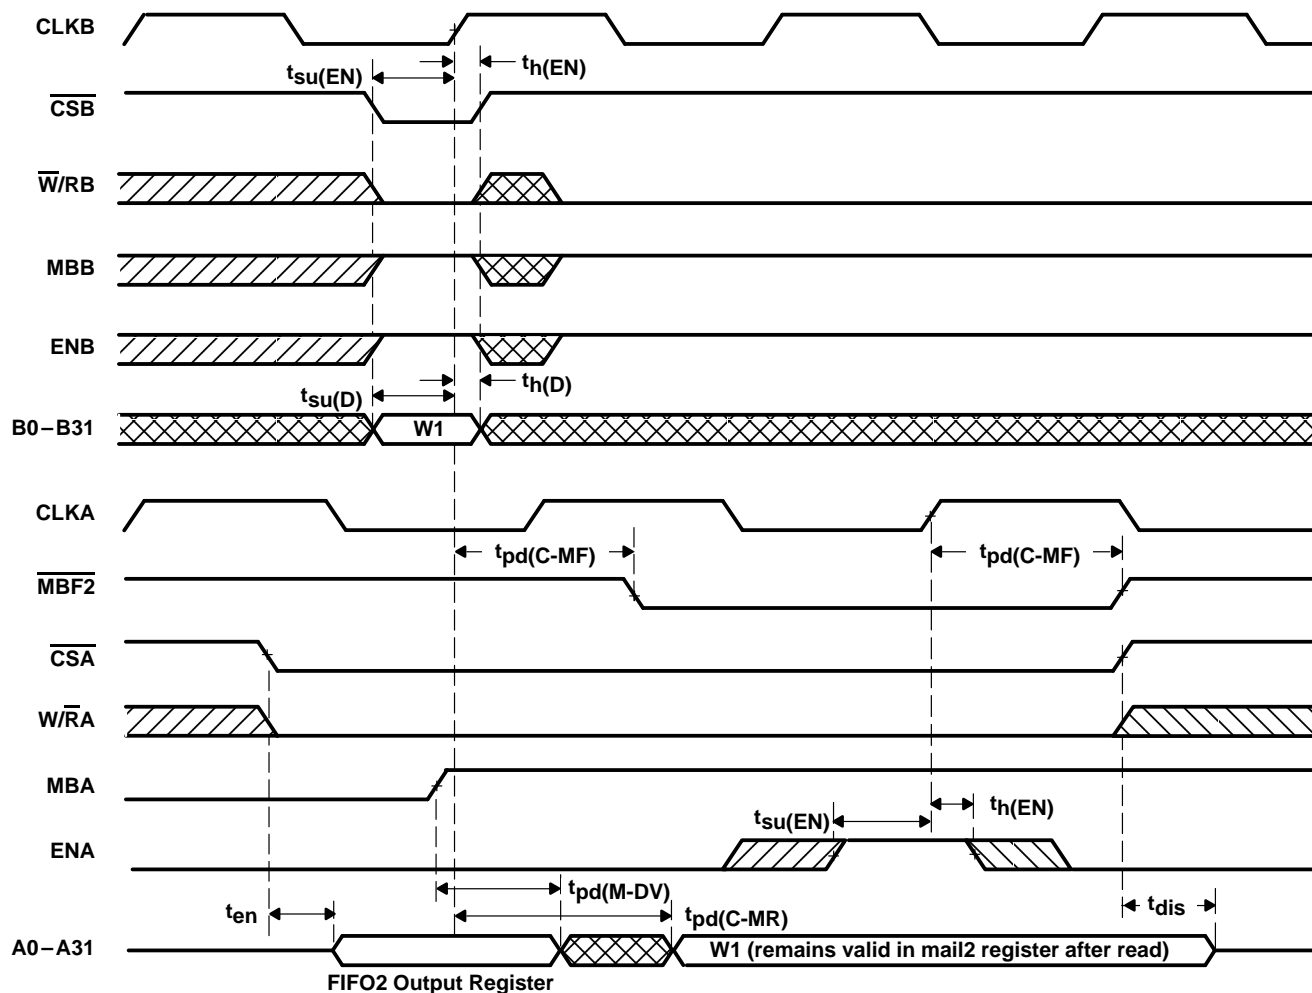 CLKB
tsu(EN)
th(EN)
CSB
W/RB
MBB
ENB
tsu(D)
th(D)
B0–B31
W1
CLKA
tpd(C-MF)
tpd(C-MF)
MBF2
CSA
W/RA
MBA
tsu(EN)
th(EN)
ENA
ten
tpd(M-DV)
tpd(C-MR)
tdis
A0–A31
W1 (remains valid in mail2 register after read)
FIFO2 Output Register